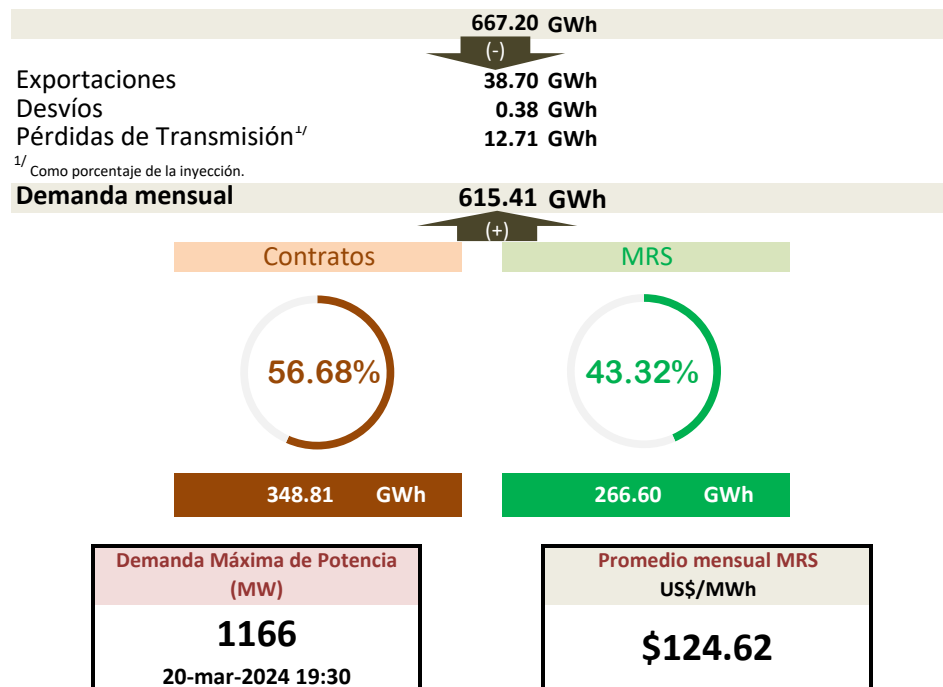 667.20 GWh
(-)
Exportaciones 38.70 GWh
Desvíos 0.38 GWh
Pérdidas de Transmisión1/ 12.71 GWh
1/ Como porcentaje de la inyección.
Demanda mensual 615.41 GWh
(+)
Contratos MRS
56.68% 43.32%
348.81 GWh 266.60 GWh
Demanda Máxima de Potencia
(MW)
1166
20-mar-2024 19:30
Promedio mensual MRS
US$/MWh
$124.62